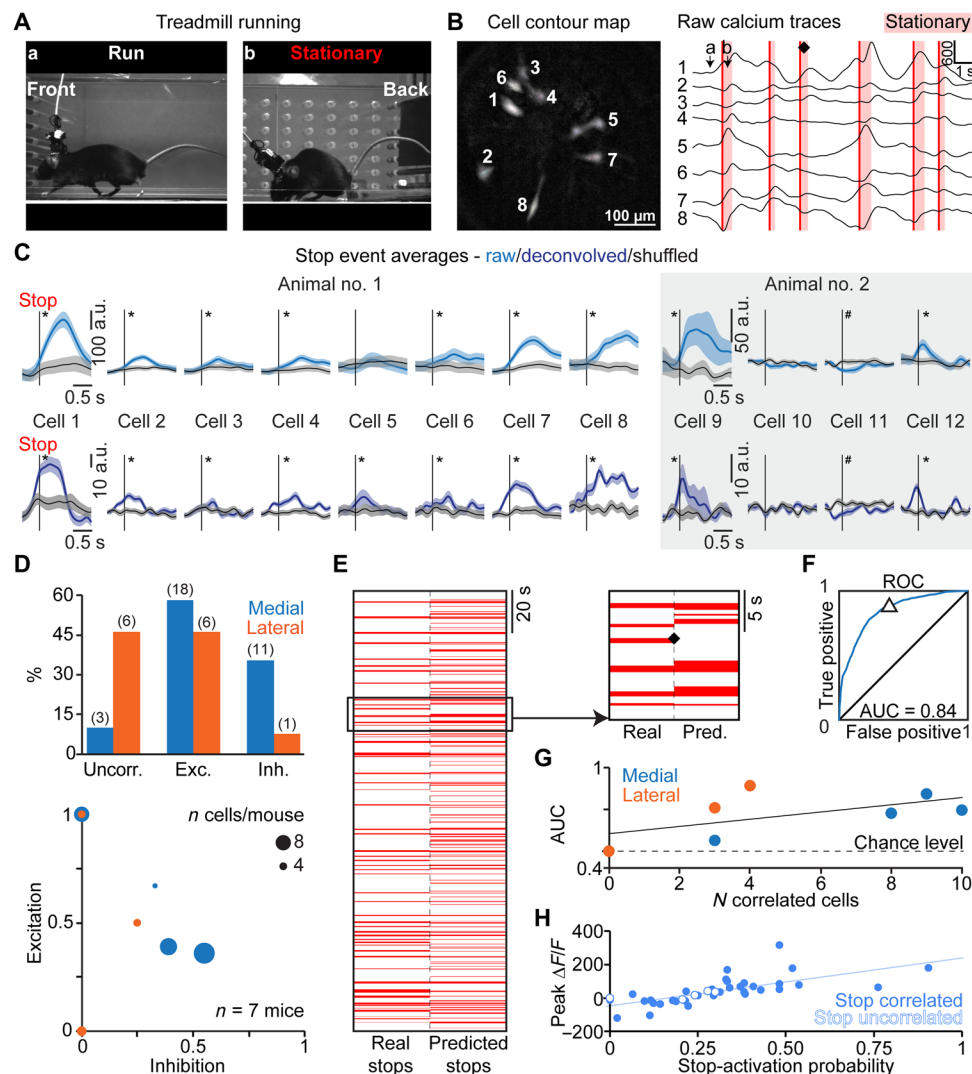 A
Treadmill running
a
Run
Front
b
Stationary
Back
B
Cell contour map
3
6
4
1
5
2
7
8
100 µm
Raw calcium traces
Stationary
a b
600
1 s
1
2
3
4
5
6
7
8
C
Stop event averages - raw/deconvolved/shuffled
Animal no. 1
Animal no. 2
Stop
* * * * * * * * # *
100 a.u.
50 a.u.
0.5 s
0.5 s
Cell 1 Cell 2 Cell 3 Cell 4 Cell 5 Cell 6 Cell 7 Cell 8 Cell 9 Cell 10 Cell 11 Cell 12
Stop
* * * * * * * * * # *
10 a.u.
10 a.u.
0.5 s
0.5 s
D
60
45
30
15
0
%
(3)
(6)
(18)
(6)
(11)
(1)
Medial
Lateral
Uncorr. Exc. Inh.
1
0.5
0
Excitation
n cells/mouse
8
4
n = 7 mice
0 0.5 1
Inhibition
E
20 s
Real stops
Predicted stops
5 s
Real Pred.
F
ROC
1
0
True positive
AUC = 0.84
False positive 1
G
1
0.4
AUC
Medial
Lateral
Chance level
0 2 4 6 8 10
N correlated cells
H
400
200
0
−200
Peak ΔF/F
Stop correlated
Stop uncorrelated
0 0.25 0.5 0.75 1
Stop-activation probability